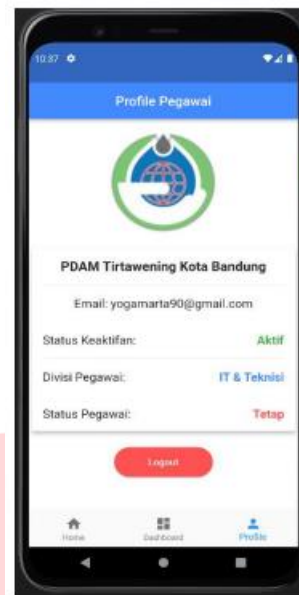 10:37
Profile Pegawai
PDAM Tirtawening Kota Bandung
Email: yogamarta90@gmail.com
Status Keaktifan: Aktif
Divisi Pegawai: IT & Teknisi
Status Pegawai: Tetap
Logout
Home Dashboard Profile